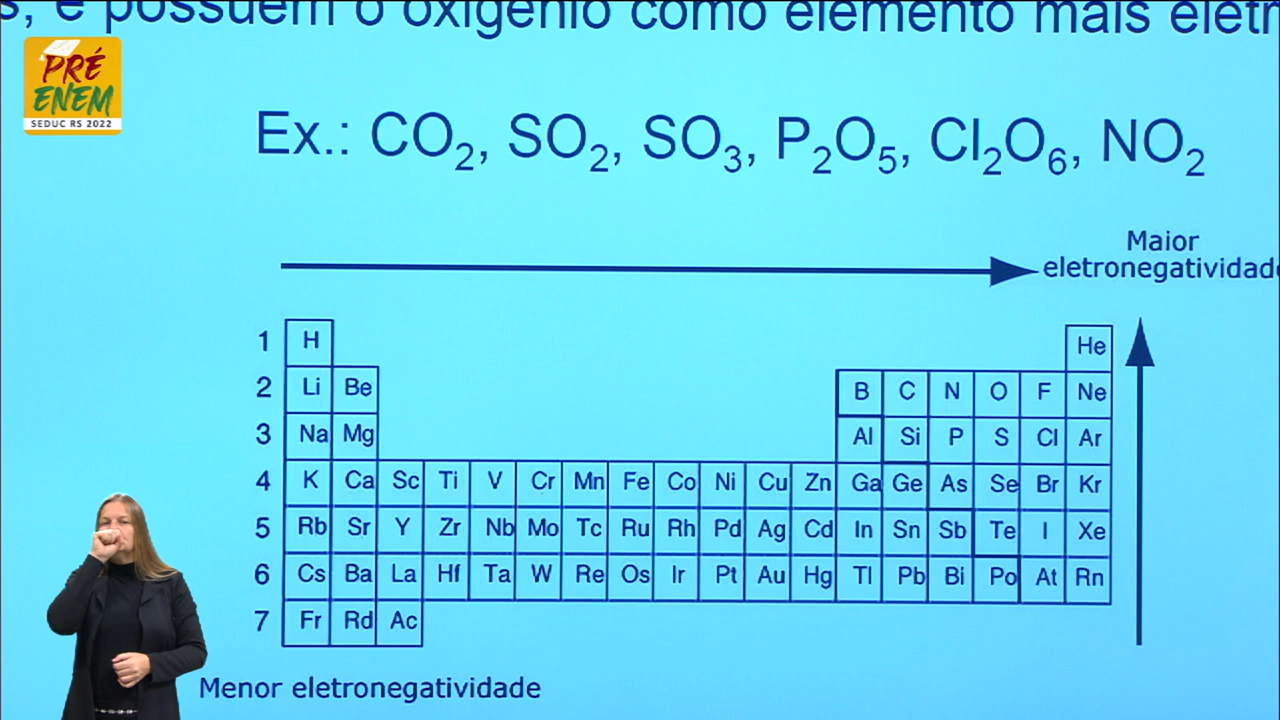 s, e possuem o oxigênio como elemento mais eletr
PRÉ
ENEM
SEDUC RS 2022
Ex.: CO₂, SO₂, SO₃, P₂O₅, Cl₂O₆, NO₂
Maior
eletronegatividade
1 H He
2 Li Be B C N O F Ne
3 Na Mg Al Si P S Cl Ar
4 K Ca Sc Ti V Cr Mn Fe Co Ni Cu Zn Ga Ge As Se Br Kr
5 Rb Sr Y Zr Nb Mo Tc Ru Rh Pd Ag Cd In Sn Sb Te I Xe
6 Cs Ba La Hf Ta W Re Os Ir Pt Au Hg Tl Pb Bi Po At Rn
7 Fr Rd Ac
Menor eletronegatividade